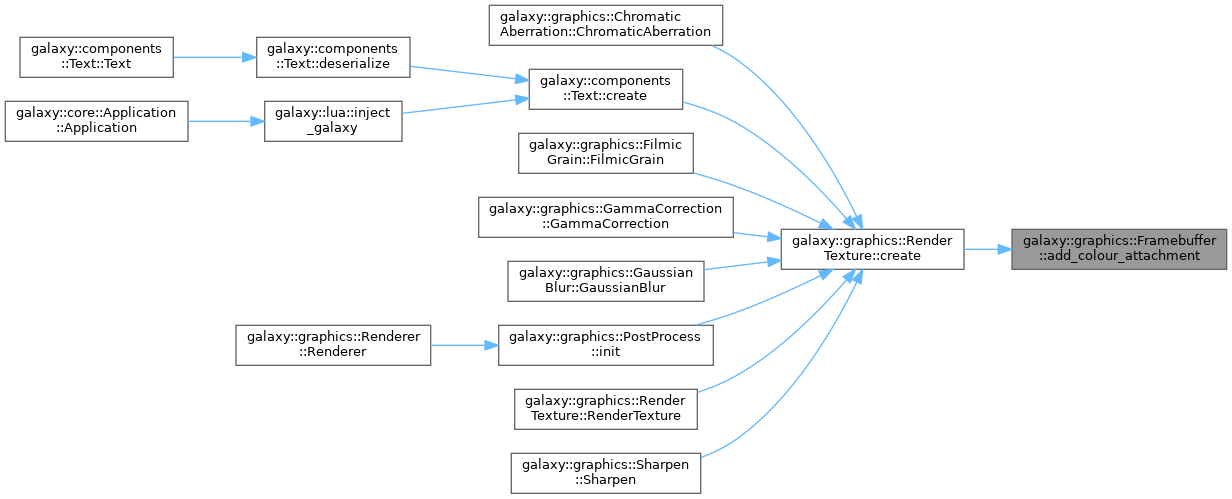 galaxy::graphics::Chromatic
Aberration::ChromaticAberration
galaxy::components
::Text::Text
galaxy::components
::Text::deserialize
galaxy::components
::Text::create
galaxy::core::Application
::Application
galaxy::lua::inject
_galaxy
galaxy::graphics::Filmic
Grain::FilmicGrain
galaxy::graphics::GammaCorrection
::GammaCorrection
galaxy::graphics::Render
Texture::create
galaxy::graphics::Framebuffer
::add_colour_attachment
galaxy::graphics::Gaussian
Blur::GaussianBlur
galaxy::graphics::Renderer
::Renderer
galaxy::graphics::PostProcess
::init
galaxy::graphics::Render
Texture::RenderTexture
galaxy::graphics::Sharpen
::Sharpen